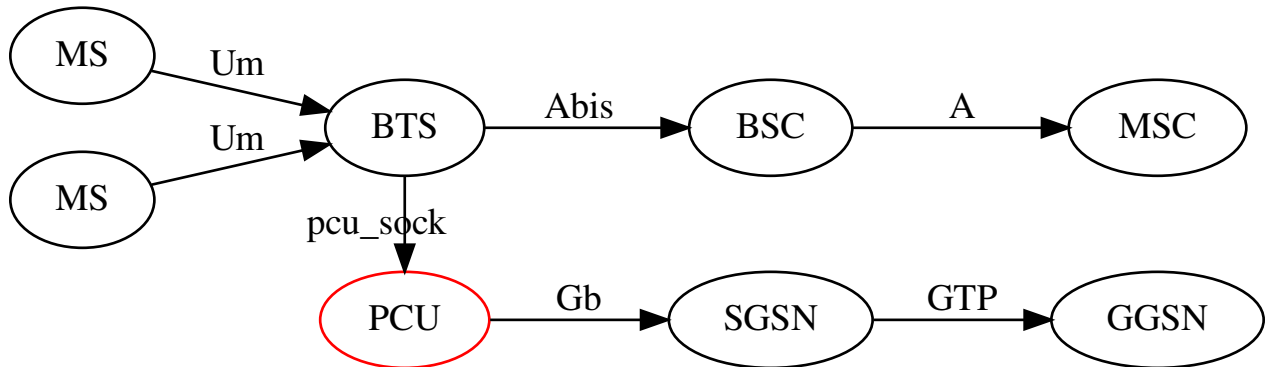 MS
Um
MS
Um
BTS
Abis
BSC
A
MSC
pcu_sock
PCU
Gb
SGSN
GTP
GGSN